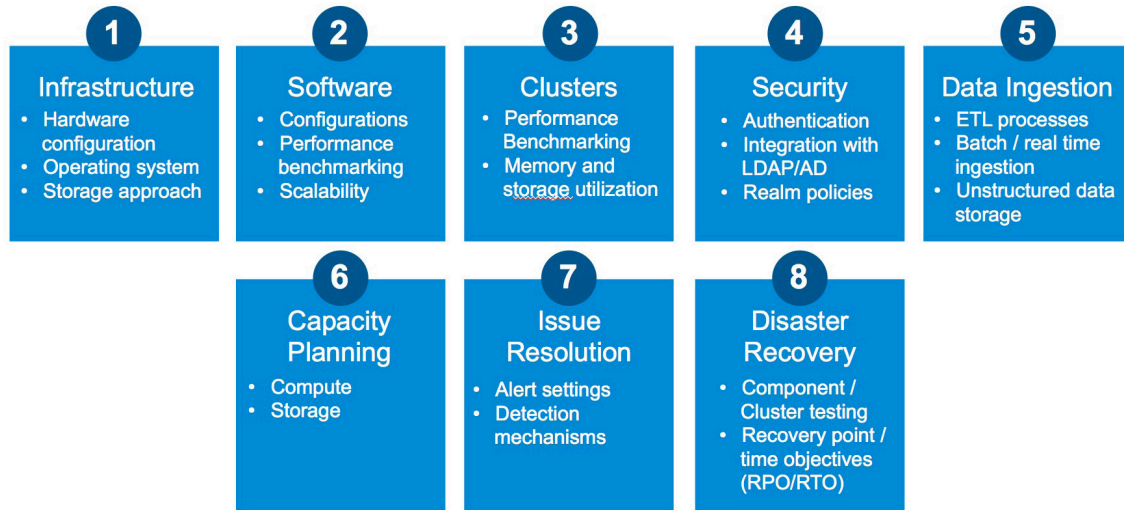 1
Infrastructure
• Hardware
configuration
• Operating system
• Storage approach
2
Software
• Configurations
• Performance
benchmarking
• Scalability
3
Clusters
• Performance
Benchmarking
• Memory and
storage utilization
4
Security
• Authentication
• Integration with
LDAP/AD
• Realm policies
5
Data Ingestion
• ETL processes
• Batch / real time
ingestion
• Unstructured data
storage
6
Capacity
Planning
• Compute
• Storage
7
Issue
Resolution
• Alert settings
• Detection
mechanisms
8
Disaster
Recovery
• Component /
Cluster testing
• Recovery point /
time objectives
(RPO/RTO)